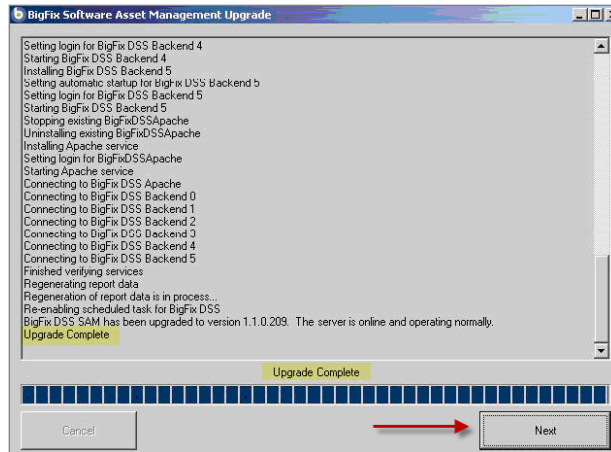 BigFix Software Asset Management Upgrade
Setting login for BigFix DSS Backend 4
Starting BigFix DSS Backend 4
Installing BigFix DSS Backend 5
Setting automatic startup for BigFix DSS Backend 5
Setting login for BigFix DSS Backend 5
Starting BigFix DSS Backend 5
Stopping existing BigFixDSSApache
Uninstalling existing BigFixDSSApache
Installing Apache service
Setting login for BigFixDSSApache
Starting Apache service
Connecting to BigFix DSS Apache
Connecting to BigFix DSS Backend 0
Connecting to BigFix DSS Backend 1
Connecting to BigFix DSS Backend 2
Connecting to BigFix DSS Backend 3
Connecting to BigFix DSS Backend 4
Connecting to BigFix DSS Backend 5
Finished verifying services
Regenerating report data
Regeneration of report data is in process...
Re-enabling scheduled task for BigFix DSS
BigFix DSS SAM has been upgraded to version 1.1.0.209. The server is online and operating normally.
Upgrade Complete
Upgrade Complete
Cancel
Next